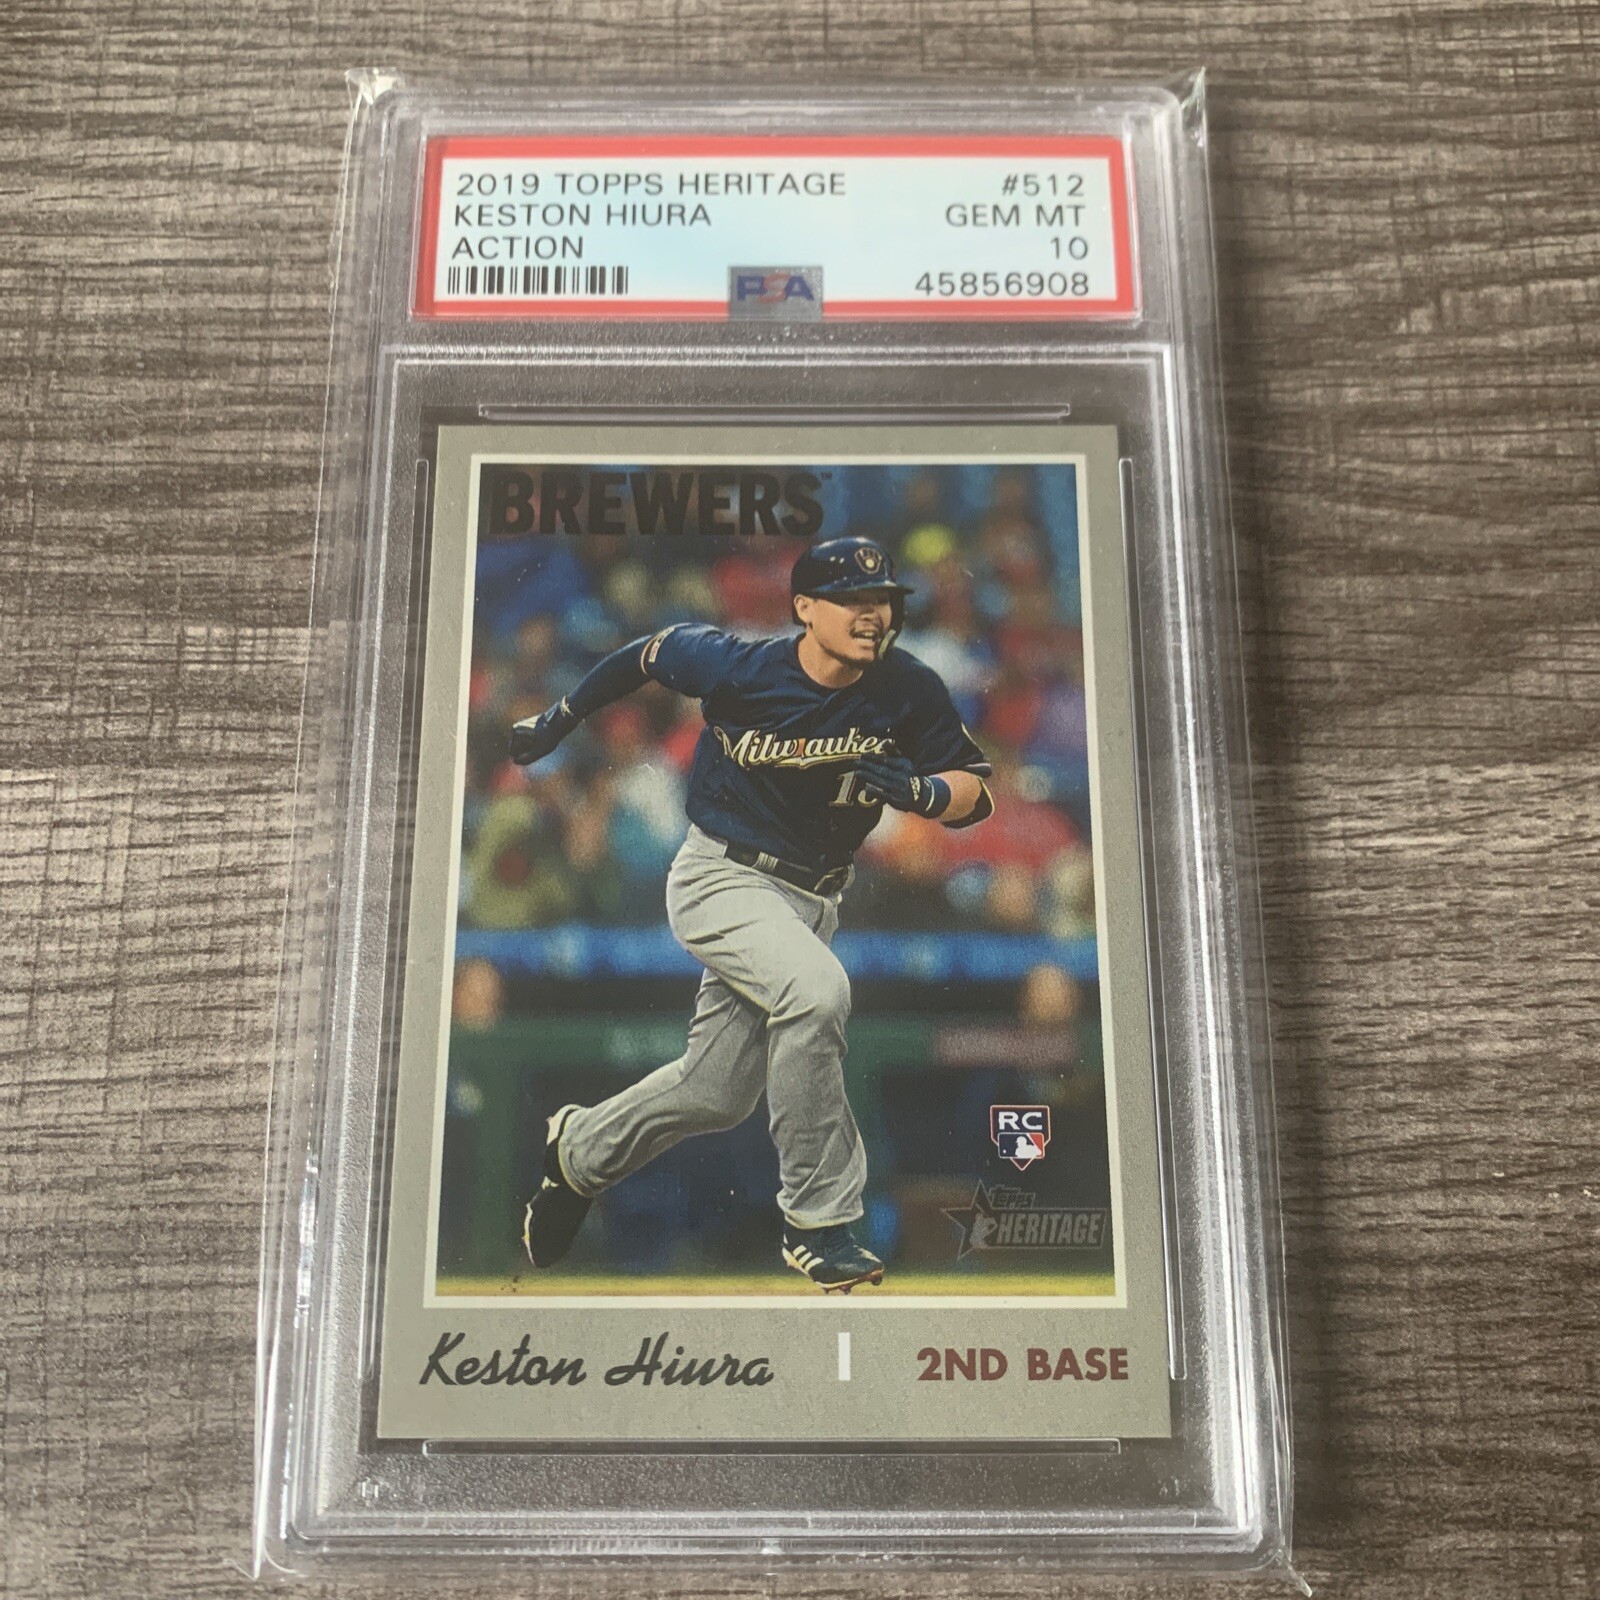 2019 TOPPS HERITAGE #512
KESTON HIURA GEM MT
ACTION 10
PSA 45856908
BREWERS™
Milwaukee
RC
Topps
HERITAGE
Keston Hiura 2ND BASE